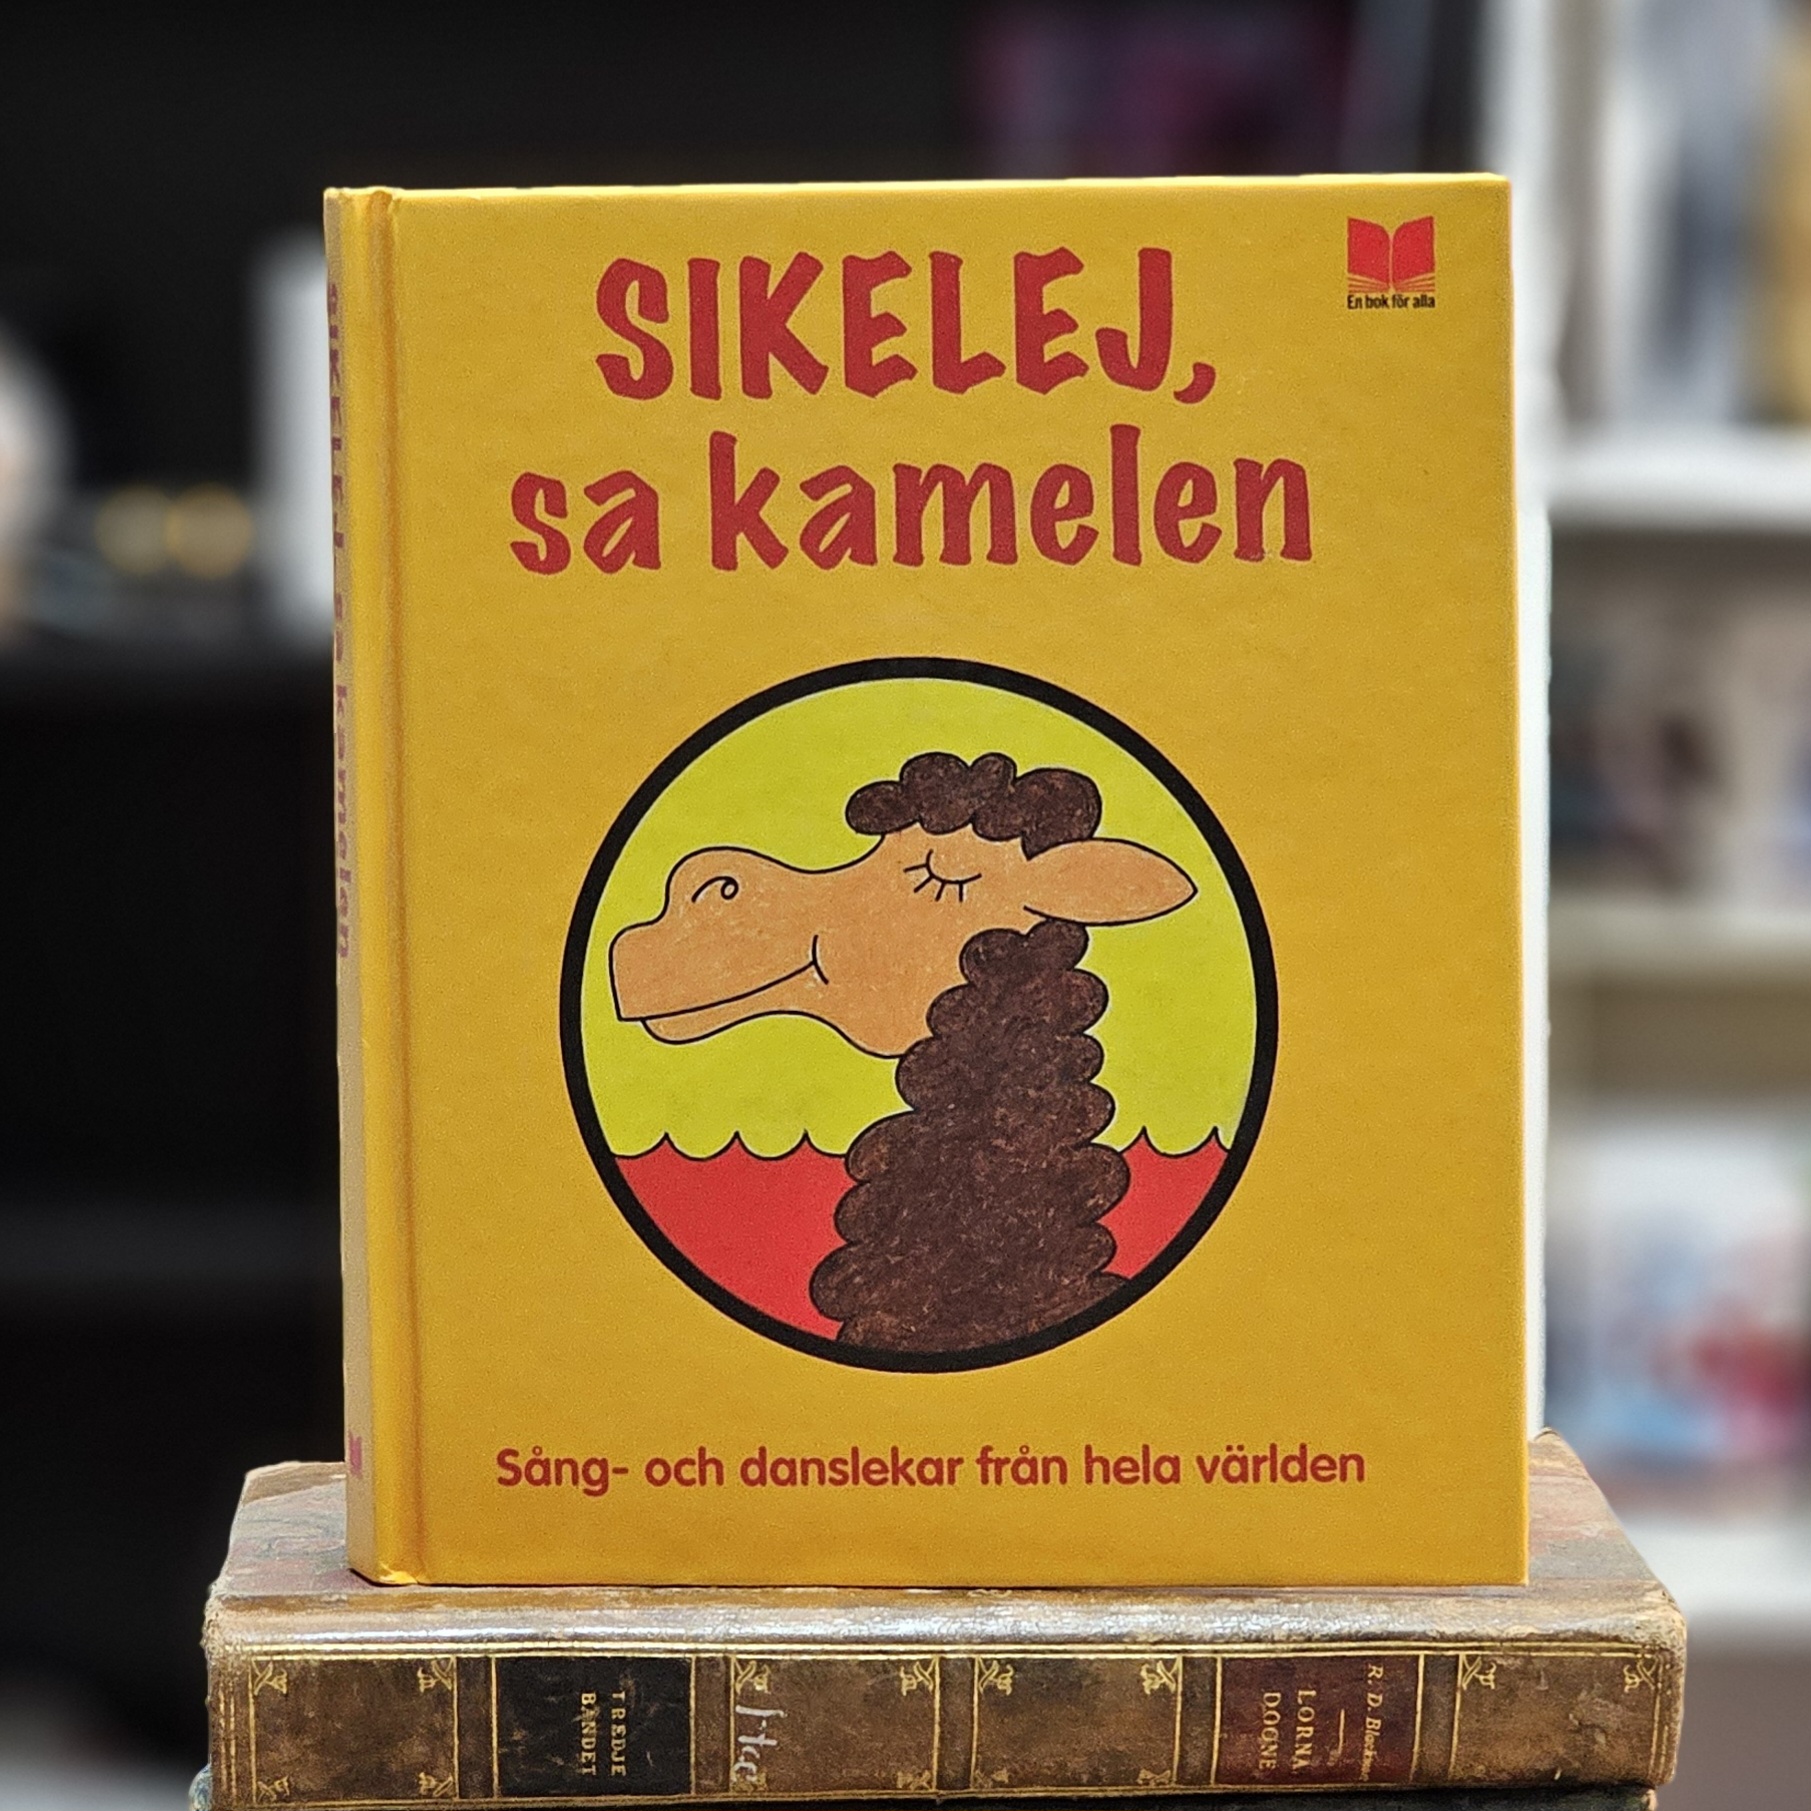 En bok för alla
SIKELEJ,
sa kamelen
Sång- och danslekar från hela världen
SIKELEJ, sa kamelen
TREDJE
BANDET
R. D. Blackmore
LORNA
DOONE